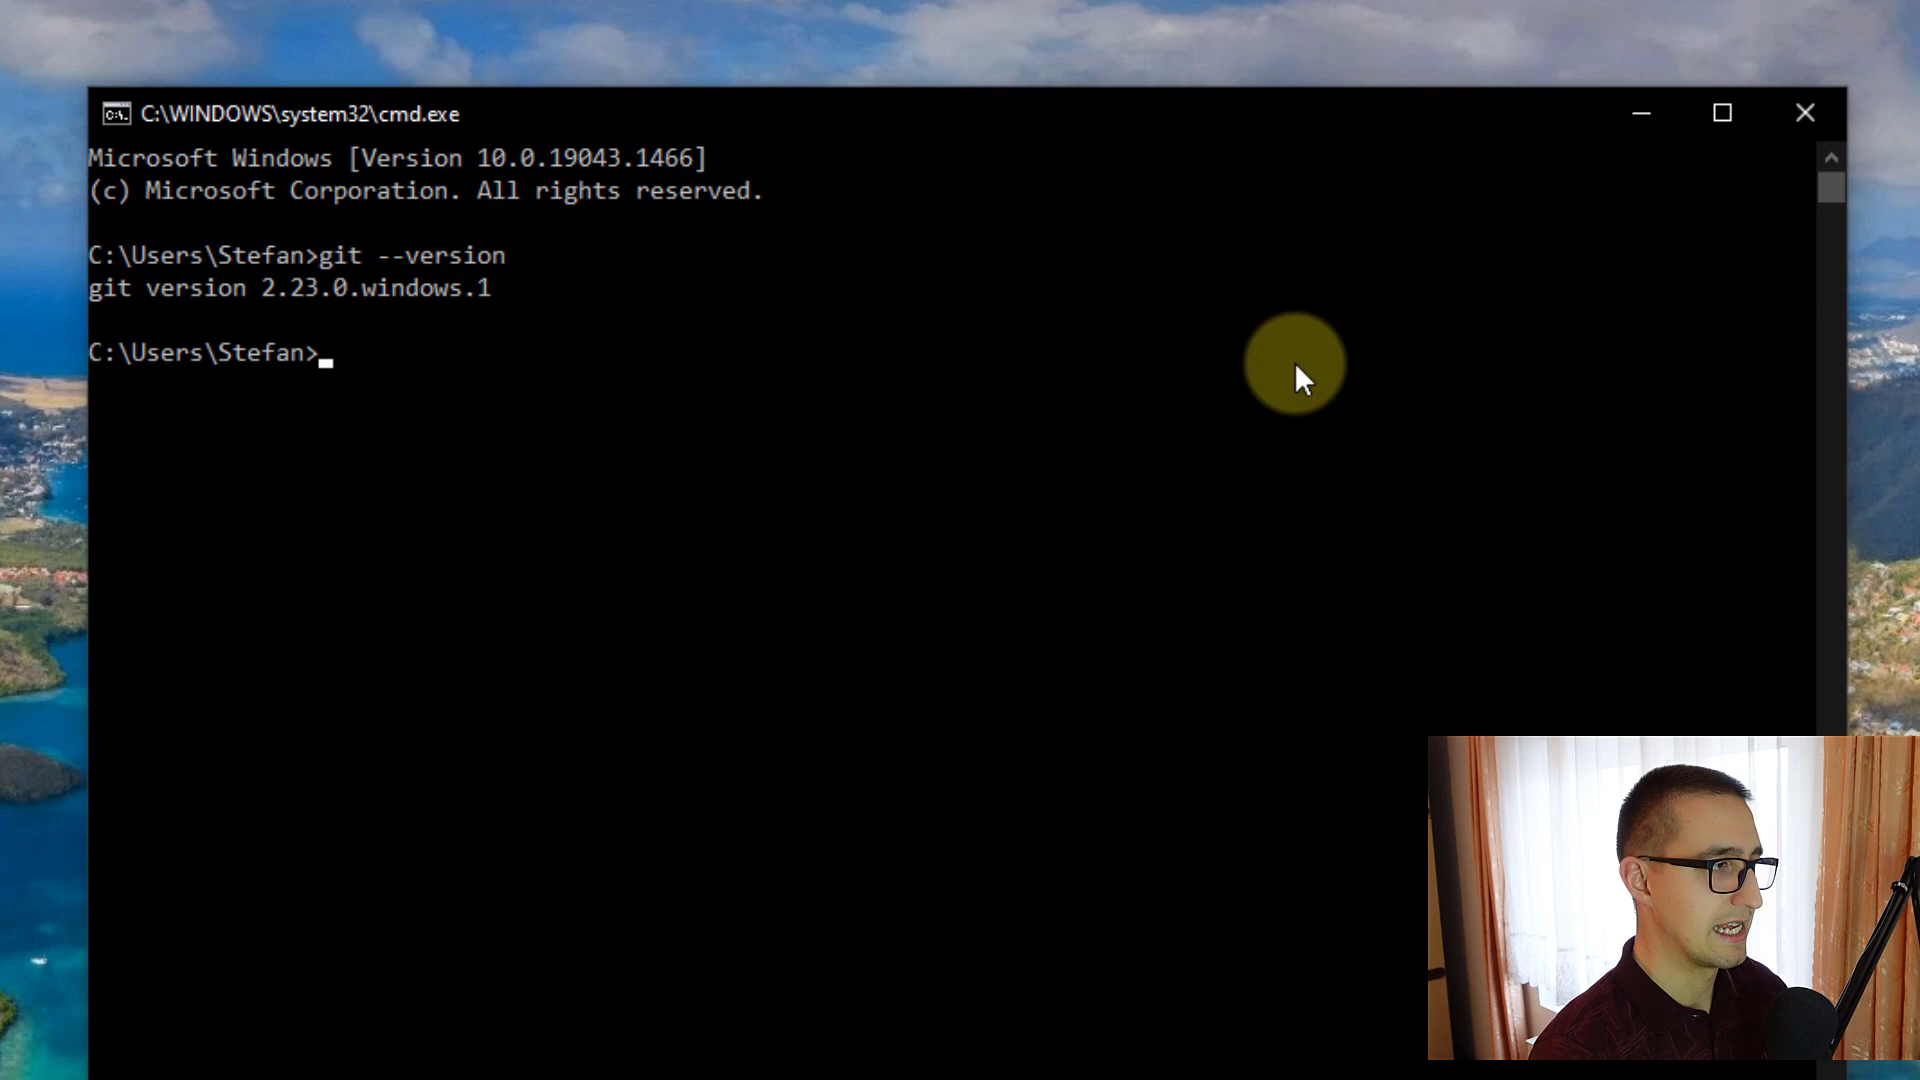 C:\WINDOWS\system32\cmd.exe
Microsoft Windows [Version 10.0.19043.1466]
(c) Microsoft Corporation. All rights reserved.
C:\Users\Stefan>git --version
git version 2.23.0.windows.1
C:\Users\Stefan>